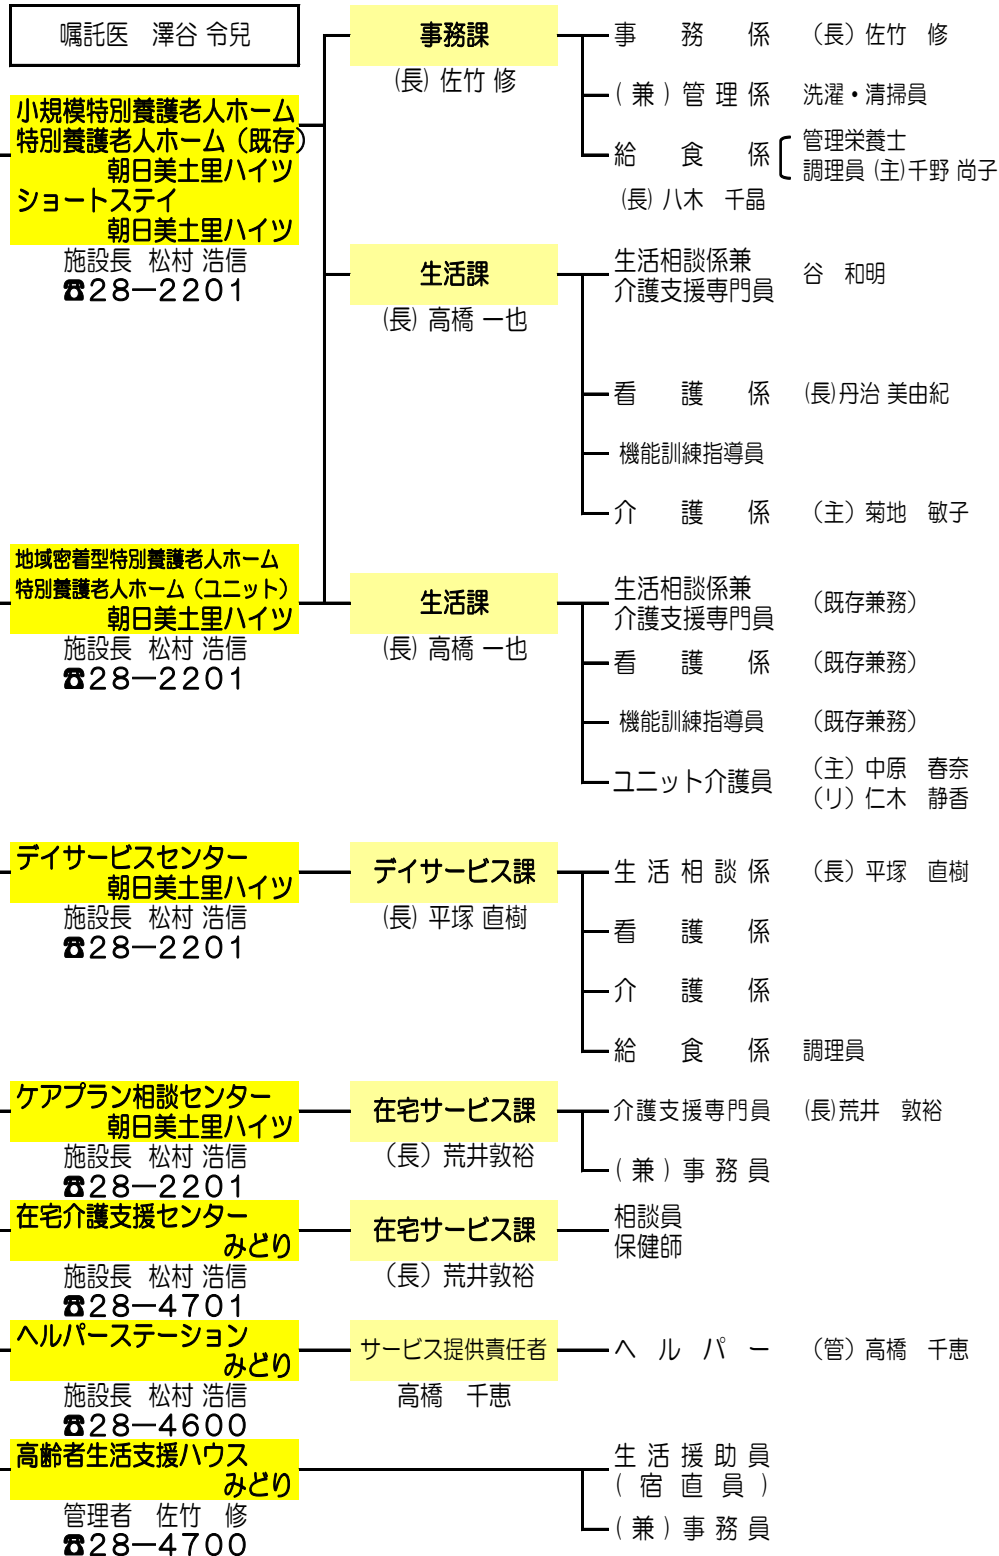 嘱託医　澤谷 令兒
小規模特別養護老人ホーム
特別養護老人ホーム（既存）
朝日美土里ハイツ
ショートステイ
朝日美土里ハイツ
施設長　松村 浩信
☎28－2201
事務課
(長) 佐竹 修
事　務　係　（長）佐竹　修
(兼)管理係　洗濯・清掃員
給　食　係　管理栄養士
調理員 (主)千野 尚子
(長) 八木　千晶
生活課
(長) 高橋 一也
生活相談係兼
介護支援専門員　谷　和明
看　護　係　(長)丹治 美由紀
機能訓練指導員
介　護　係　（主）菊地　敏子
地域密着型特別養護老人ホーム
特別養護老人ホーム（ユニット）
朝日美土里ハイツ
施設長　松村 浩信
☎28－2201
生活課
(長) 高橋 一也
生活相談係兼
介護支援専門員　（既存兼務）
看　護　係　（既存兼務）
機能訓練指導員　（既存兼務）
ユニット介護員　（主）中原　春奈
（リ）仁木　静香
デイサービスセンター
朝日美土里ハイツ
施設長　松村 浩信
☎28－2201
デイサービス課
(長) 平塚 直樹
生活相談係　（長）平塚　直樹
看　護　係
介　護　係
給　食　係　調理員
ケアプラン相談センター
朝日美土里ハイツ
施設長　松村 浩信
☎28－2201
在宅サービス課
（長）荒井敦裕
介護支援専門員　(長)荒井　敦裕
(兼)事務員
在宅介護支援センター
みどり
施設長　松村 浩信
☎28－4701
在宅サービス課
（長）荒井敦裕
相談員
保健師
ヘルパーステーション
みどり
施設長　松村 浩信
☎28－4600
サービス提供責任者
高橋　千恵
ヘルパー　（管）高橋　千恵
高齢者生活支援ハウス
みどり
管理者　佐竹　修
☎28－4700
生活援助員
(宿直員)
(兼)事務員